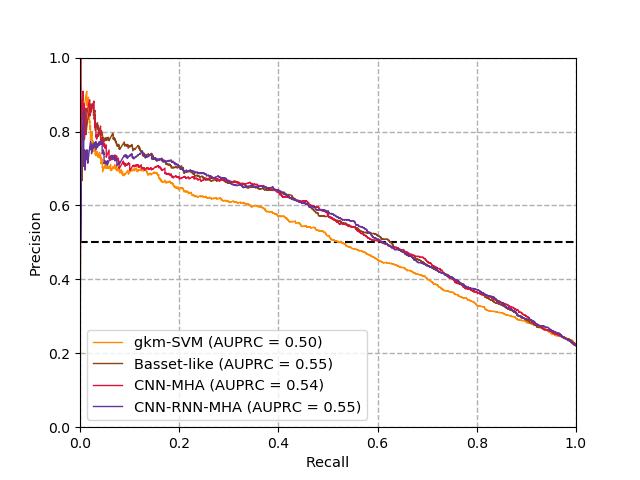 1.0
0.8
0.6
0.4
0.2
0.0
Precision
gkm-SVM (AUPRC = 0.50)
Basset-like (AUPRC = 0.55)
CNN-MHA (AUPRC = 0.54)
CNN-RNN-MHA (AUPRC = 0.55)
0.0 0.2 0.4 0.6 0.8 1.0
Recall